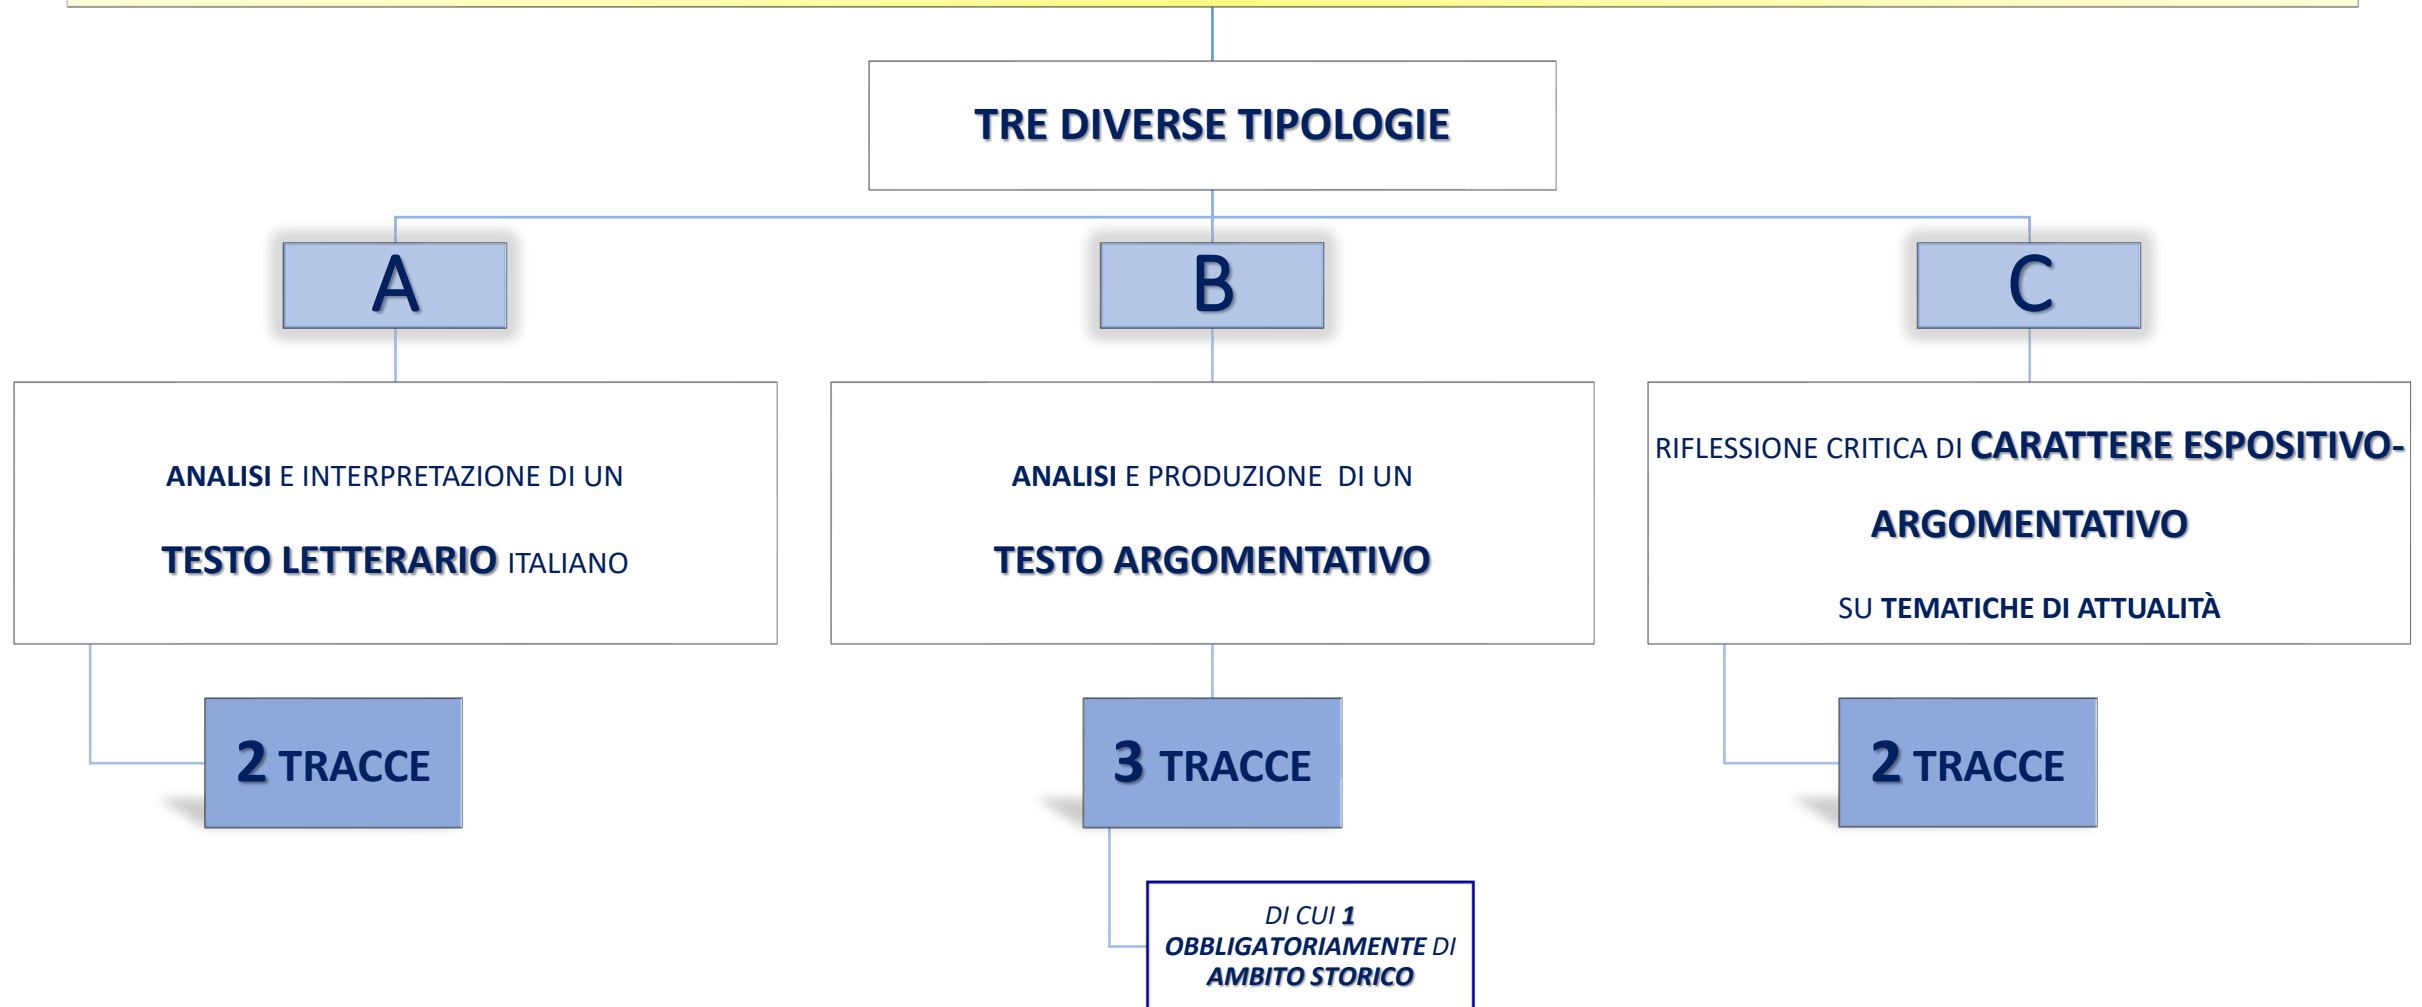 TRE DIVERSE TIPOLOGIE
A
B
C
ANALISI E INTERPRETAZIONE DI UN
TESTO LETTERARIO ITALIANO
ANALISI E PRODUZIONE DI UN
TESTO ARGOMENTATIVO
RIFLESSIONE CRITICA DI CARATTERE ESPOSITIVO-
ARGOMENTATIVO
SU TEMATICHE DI ATTUALITÀ
2 TRACCE
3 TRACCE
2 TRACCE
DI CUI 1
OBBLIGATORIAMENTE DI
AMBITO STORICO